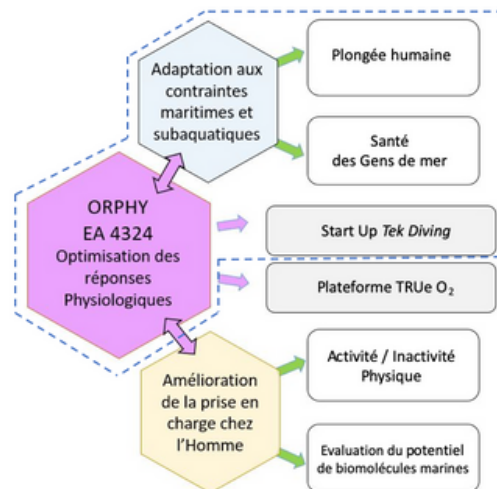 Adaptation aux
contraintes
maritimes et
subaquatiques
Plongée humaine
Santé
des Gens de mer
ORPHY
EA 4324
Optimisation des
réponses
Physiologiques
Start Up Tek Diving
Plateforme TRUe O₂
Amélioration
de la prise en
charge chez
l'Homme
Activité / Inactivité
Physique
Evaluation du potentiel
de biomolécules marines